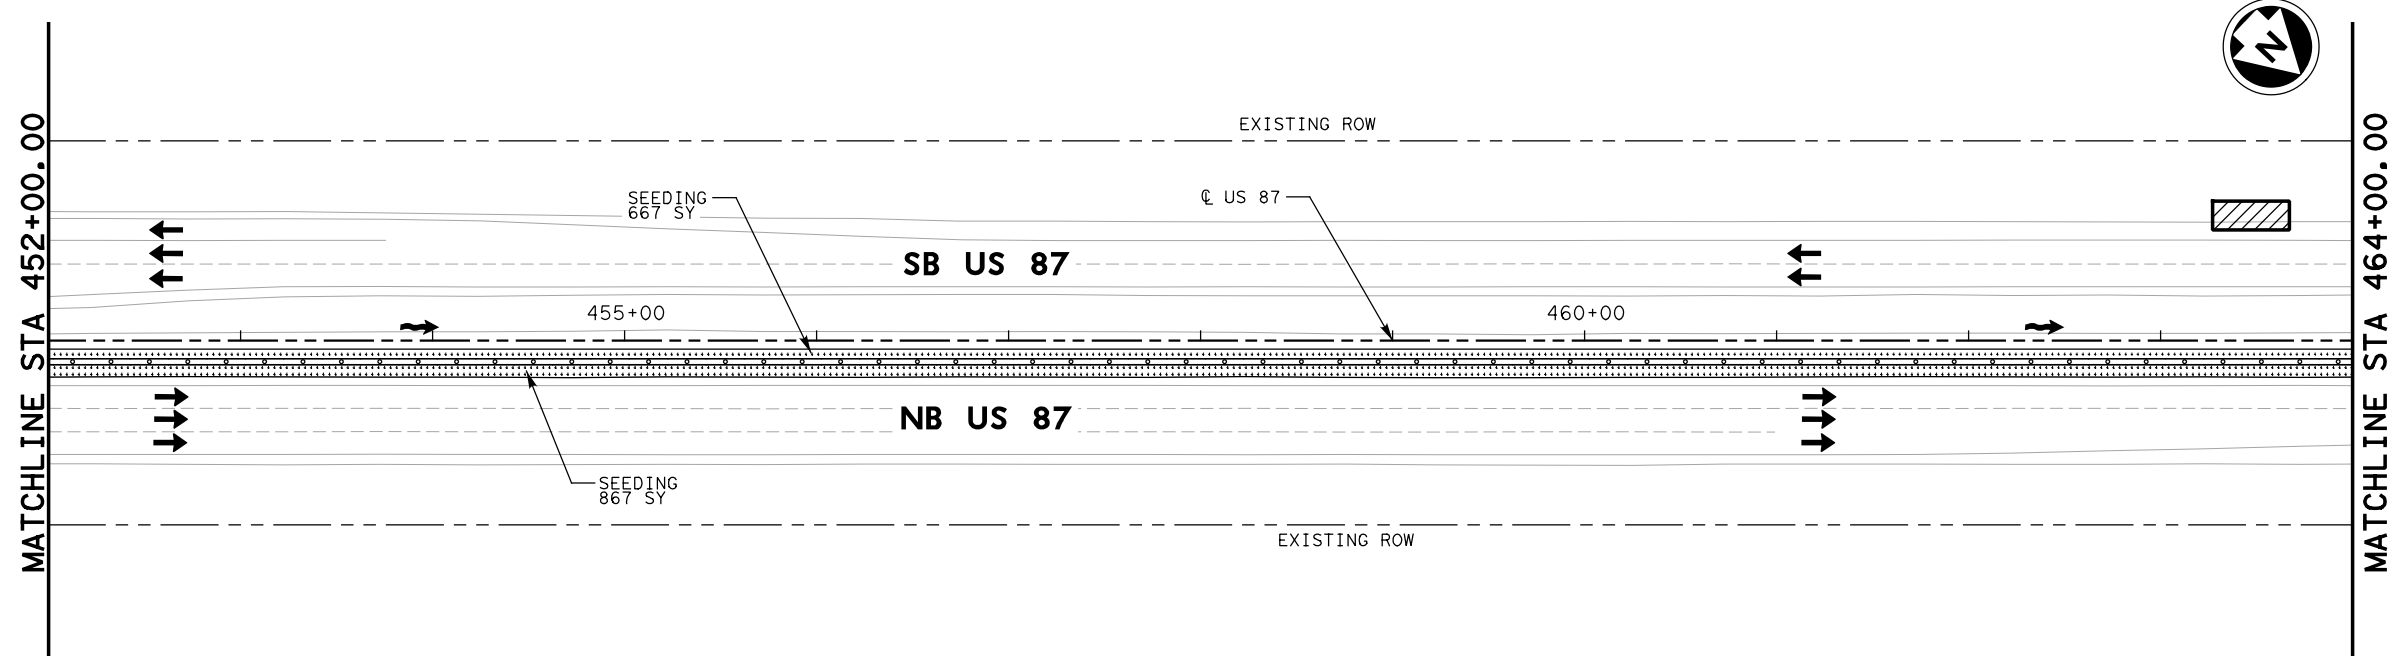 N
MATCHLINE STA 452+00.00
MATCHLINE STA 464+00.00
EXISTING ROW
SEEDING
667 SY
℄ US 87
SB US 87
455+00
460+00
NB US 87
SEEDING
867 SY
EXISTING ROW